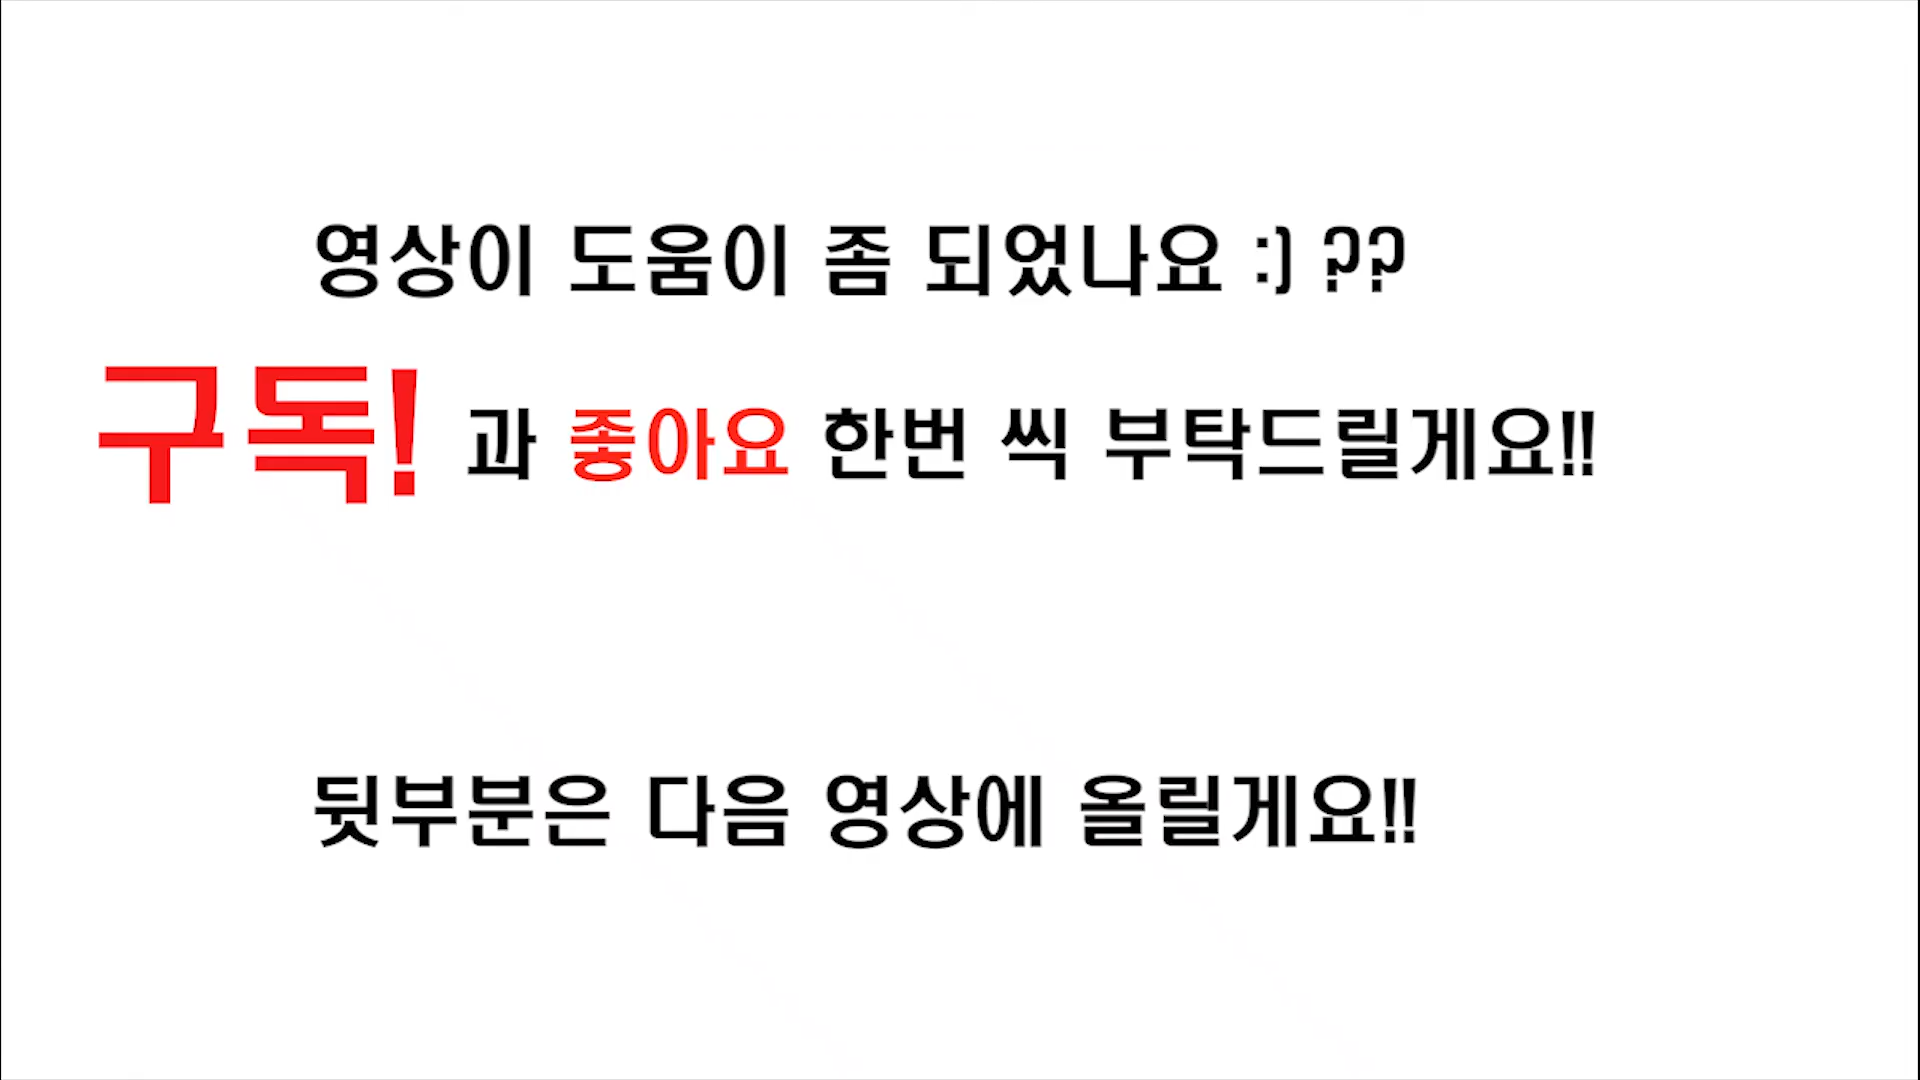 영상이 도움이 좀 되었나요 :) ??
구독! 과 좋아요 한번 씩 부탁드릴게요!!
뒷부분은 다음 영상에 올릴게요!!